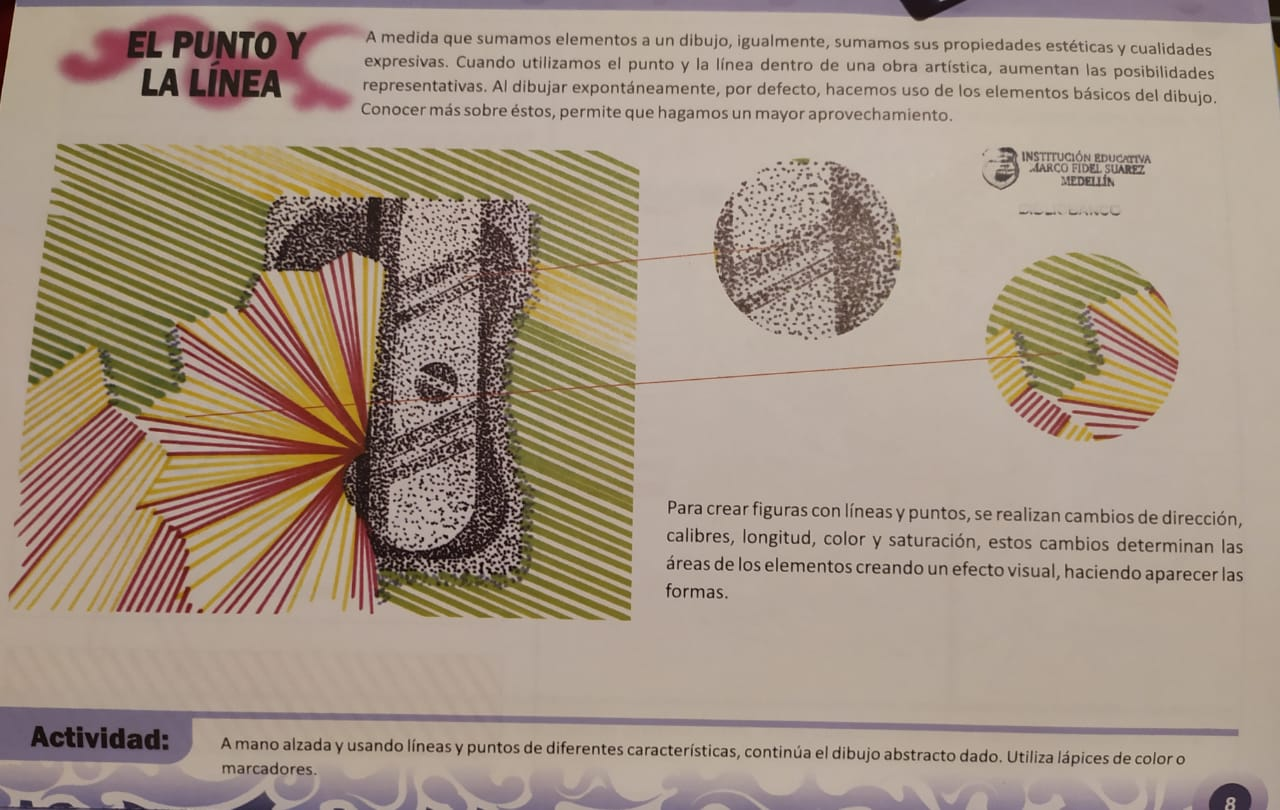 EL PUNTO Y
LA LÍNEA
A medida que sumamos elementos a un dibujo, igualmente, sumamos sus propiedades estéticas y cualidades
expresivas. Cuando utilizamos el punto y la línea dentro de una obra artística, aumentan las posibilidades
representativas. Al dibujar expontáneamente, por defecto, hacemos uso de los elementos básicos del dibujo.
Conocer más sobre éstos, permite que hagamos un mayor aprovechamiento.
INSTITUCIÓN EDUCATIVA
MARCO FIDEL SUAREZ
MEDELLÍN
Para crear figuras con líneas y puntos, se realizan cambios de dirección,
calibres, longitud, color y saturación, estos cambios determinan las
áreas de los elementos creando un efecto visual, haciendo aparecer las
formas.
Actividad:
A mano alzada y usando líneas y puntos de diferentes características, continúa el dibujo abstracto dado. Utiliza lápices de color o
marcadores.
8